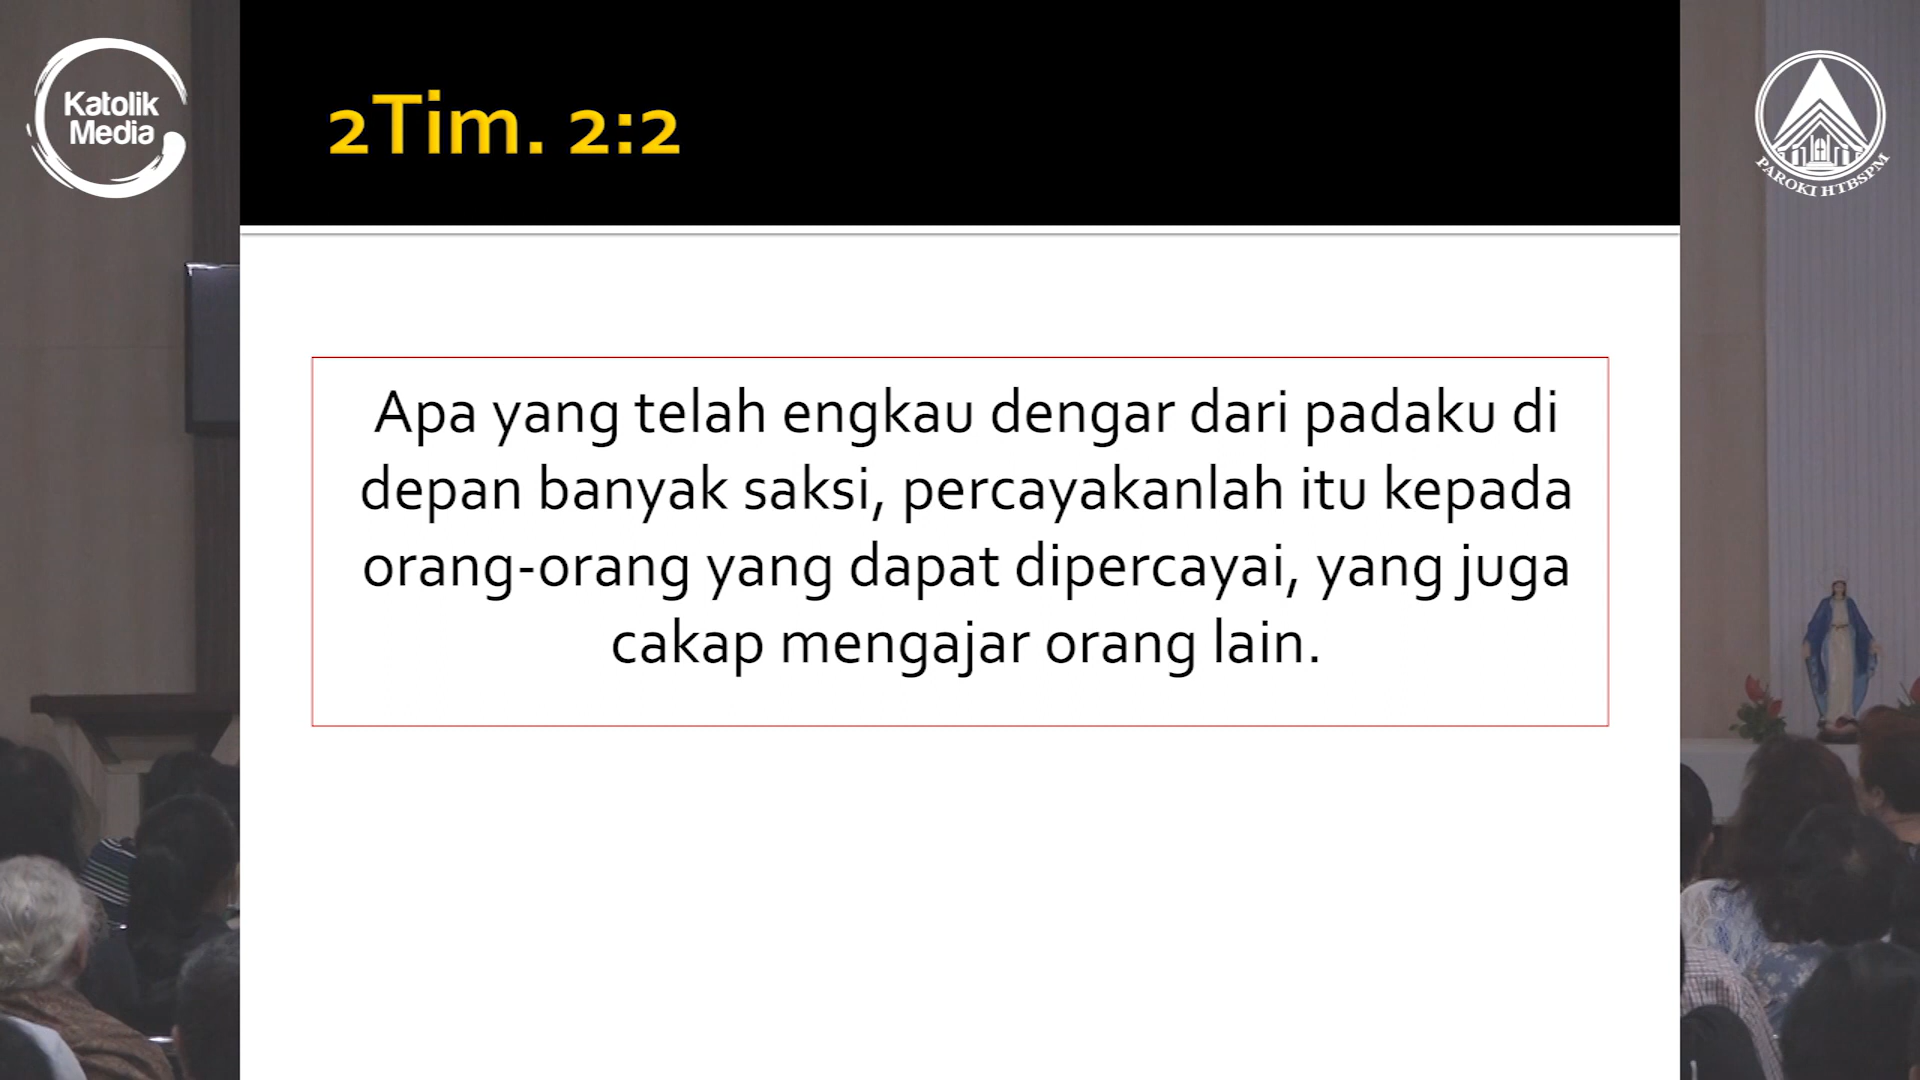 Katolik
Media
2Tim. 2:2
PAROKI HTBSPM
Apa yang telah engkau dengar dari padaku di
depan banyak saksi, percayakanlah itu kepada
orang-orang yang dapat dipercayai, yang juga
cakap mengajar orang lain.